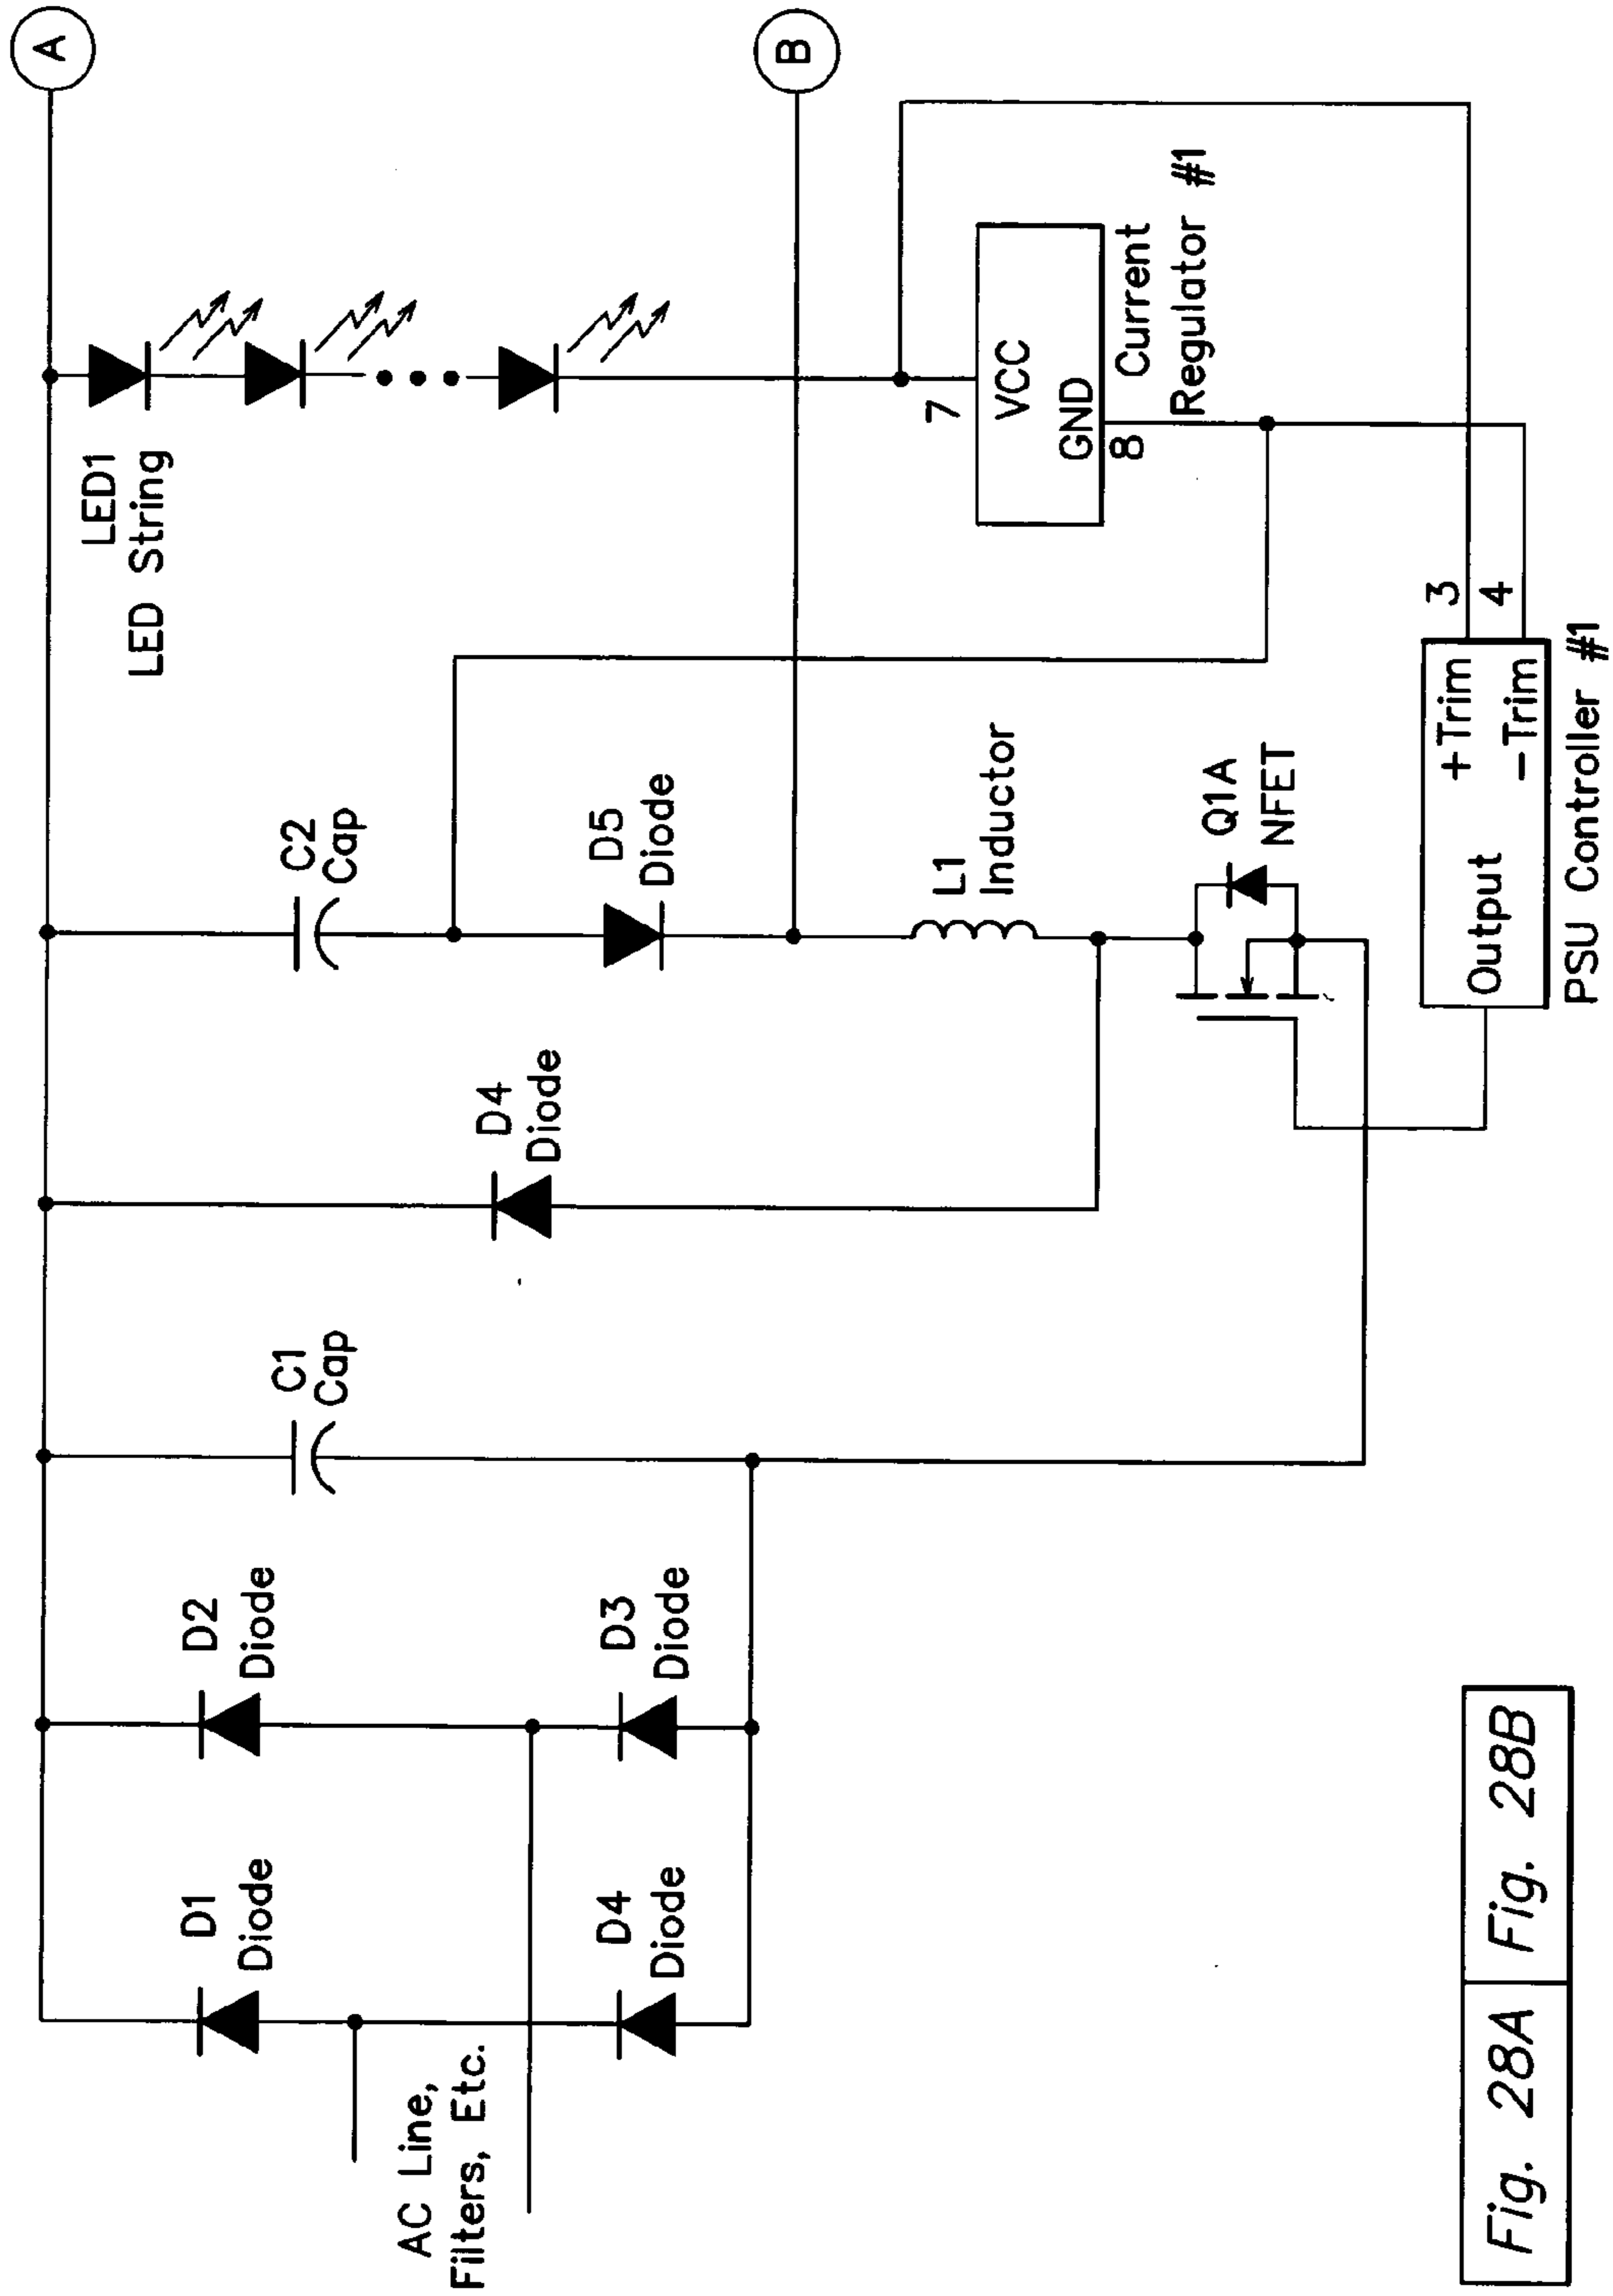 D1
Diode
D2
Diode
AC Line,
Filters, Etc.
D4
Diode
D3
Diode
C1
Cap
D4
Diode
C2
Cap
D5
Diode
L1
Inductor
Q1A
NFET
LED1
LED String
A
B
7
VCC
GND
8
Current
Regulator #1
+Trim
3
−Trim
4
Output
PSU Controller #1
Fig. 28A
Fig. 28B